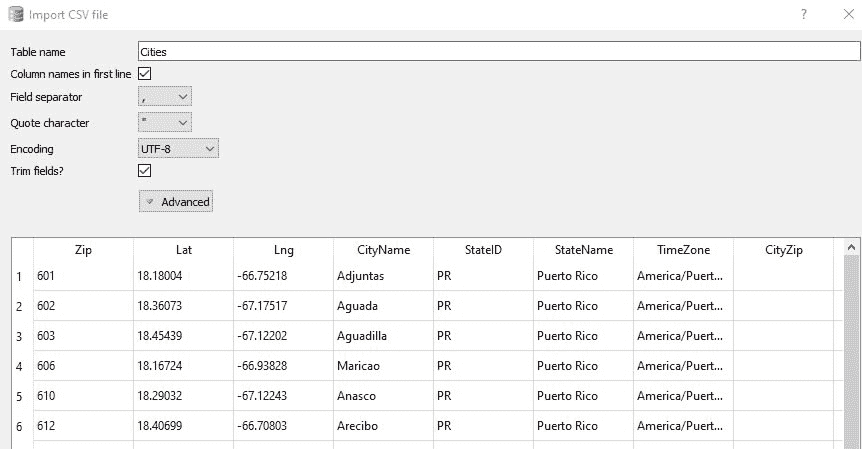 Import CSV file ?
Table name Cities
Column names in first line
Field separator ,
Quote character "
Encoding UTF-8
Trim fields?
Advanced
Zip Lat Lng CityName StateID StateName TimeZone CityZip
1 601 18.18004 -66.75218 Adjuntas PR Puerto Rico America/Puert...
2 602 18.36073 -67.17517 Aguada PR Puerto Rico America/Puert...
3 603 18.45439 -67.12202 Aguadilla PR Puerto Rico America/Puert...
4 606 18.16724 -66.93828 Maricao PR Puerto Rico America/Puert...
5 610 18.29032 -67.12243 Anasco PR Puerto Rico America/Puert...
6 612 18.40699 -66.70803 Arecibo PR Puerto Rico America/Puert...